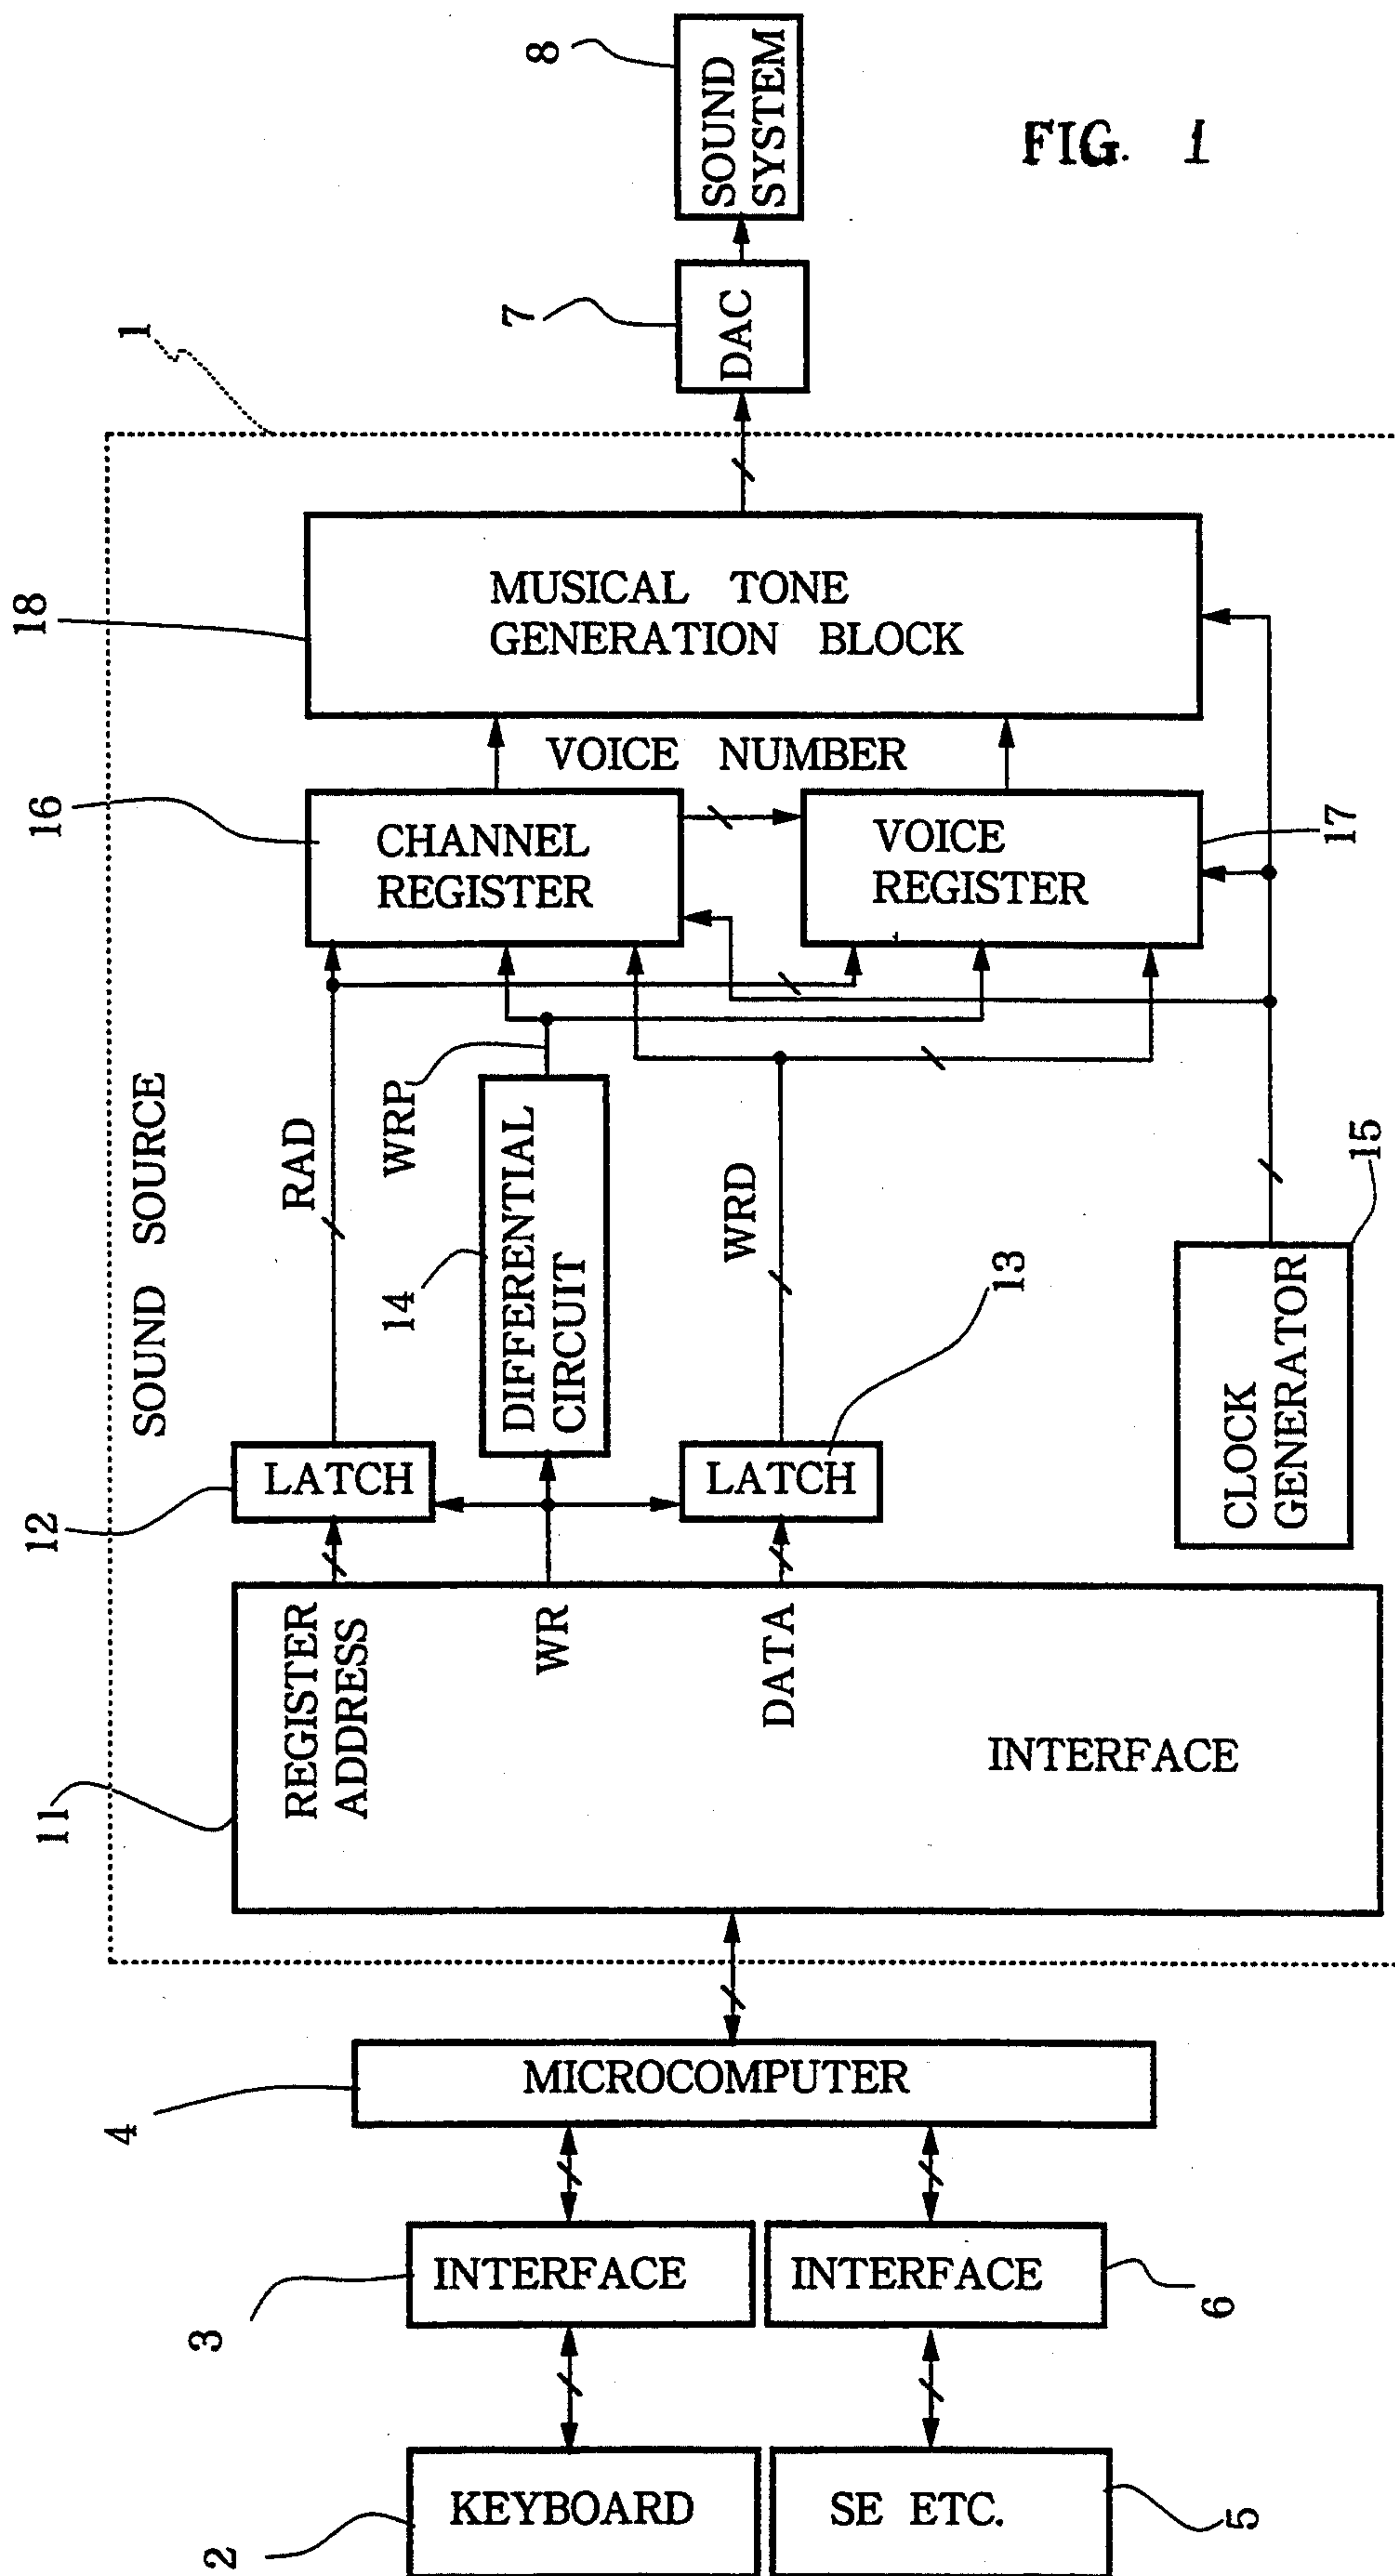 FIG. 1
SOUND SOURCE
1
2
KEYBOARD
3
INTERFACE
4
MICROCOMPUTER
5
SE ETC.
6
INTERFACE
11
REGISTER
ADDRESS
WR
DATA
INTERFACE
12
LATCH
RAD
14
DIFFERENTIAL
CIRCUIT
WRP
LATCH
13
WRD
CLOCK
GENERATOR
15
16
CHANNEL
REGISTER
VOICE NUMBER
VOICE
REGISTER
17
18
MUSICAL TONE
GENERATION BLOCK
7
DAC
8
SOUND
SYSTEM